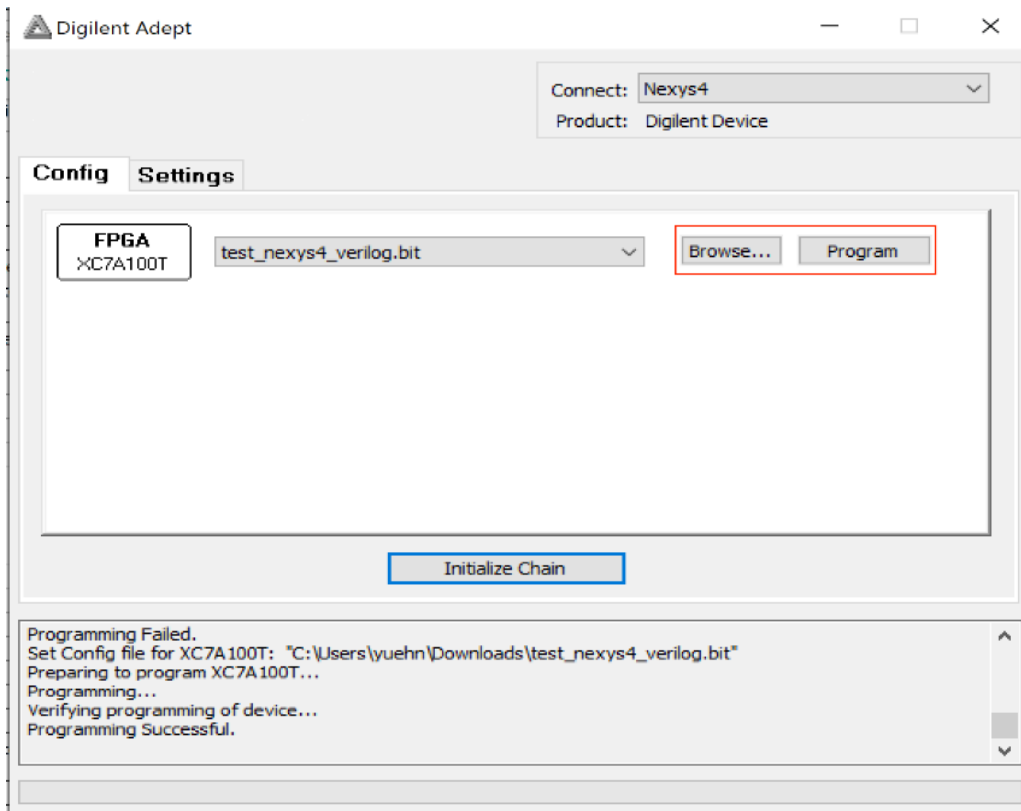 Digilent Adept
Connect: Nexys4
Product: Digilent Device
Config Settings
FPGA
XC7A100T
test_nexys4_verilog.bit
Browse... Program
Initialize Chain
Programming Failed.
Set Config file for XC7A100T: "C:\Users\yuehn\Downloads\test_nexys4_verilog.bit"
Preparing to program XC7A100T...
Programming...
Verifying programming of device...
Programming Successful.